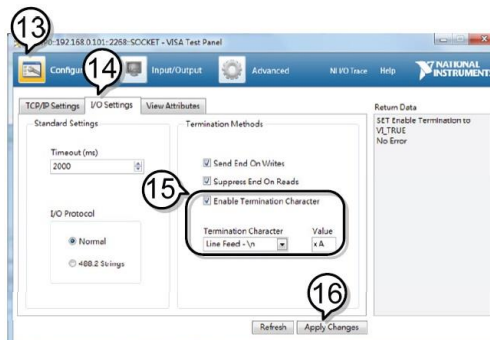 13
0::192.168.0.101::2268::SOCKET - VISA Test Panel
14
Configur
Input/Output
Advanced
NI I/O Trace
Help
NATIONAL INSTRUMENT
TCP/IP Settings
I/O Settings
View Attributes
Return Data
Standard Settings
Termination Methods
SET Enable Termination to
VI_TRUE
No Error
Timeout (ms)
2000
Send End On Writes
Suppress End On Reads
15
Enable Termination Character
I/O Protocol
Termination Character
Value
Normal
Line Feed - \n
xA
488.2 Strings
16
Refresh
Apply Changes